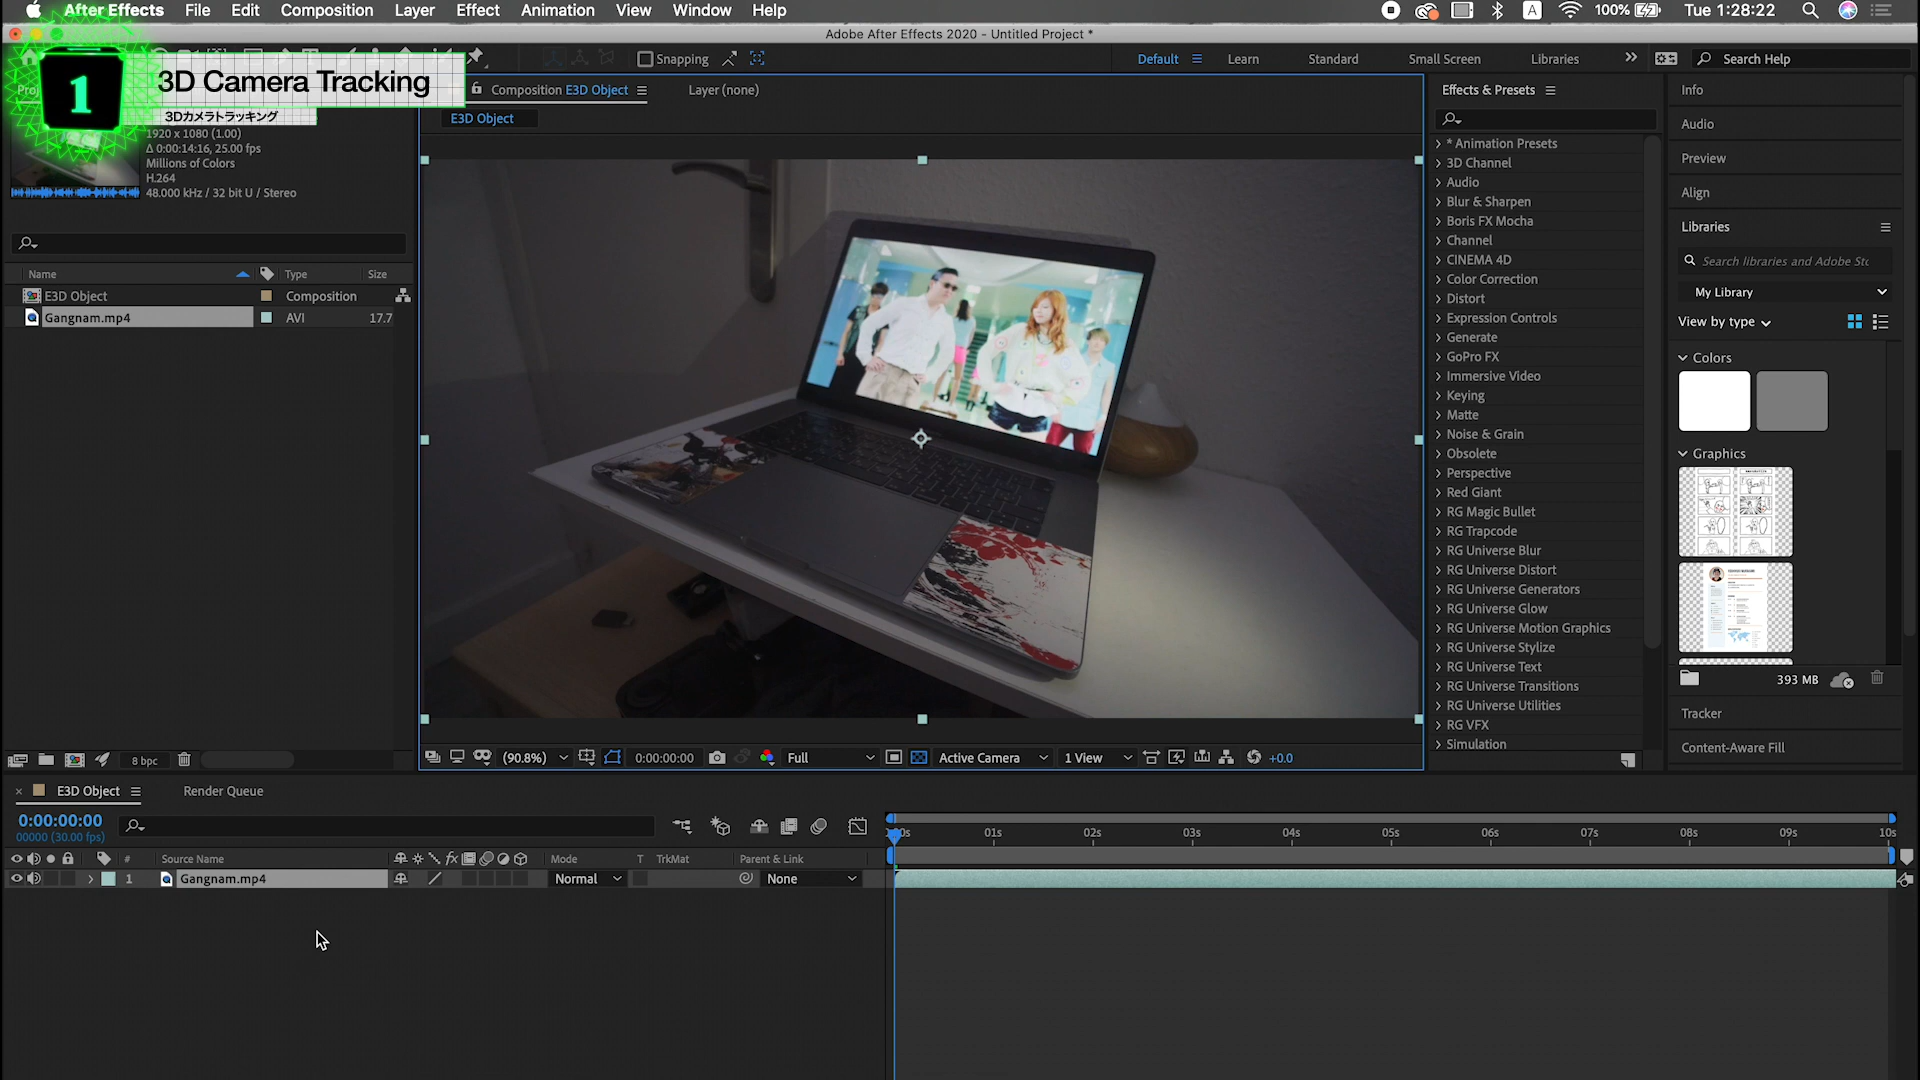 After Effects File Edit Composition Layer Effect Animation View Window Help
A 100% Tue 1:28:22
Adobe After Effects 2020 - Untitled Project *
Snapping
Default Learn Standard Small Screen Libraries Search Help
1
3D Camera Tracking
3Dカメラトラッキング
Composition E3D Object Layer (none)
E3D Object
1920 x 1080 (1.00)
Δ 0:00:14:16, 25.00 fps
Millions of Colors
H.264
48.000 kHz / 32 bit U / Stereo
Name Type Size
E3D Object Composition
Gangnam.mp4 AVI 17.7
8 bpc
(90.8%) 0:00:00:00 Full Active Camera 1 View +0.0
Effects & Presets
* Animation Presets
3D Channel
Audio
Blur & Sharpen
Boris FX Mocha
Channel
CINEMA 4D
Color Correction
Distort
Expression Controls
Generate
GoPro FX
Immersive Video
Keying
Matte
Noise & Grain
Obsolete
Perspective
Red Giant
RG Magic Bullet
RG Trapcode
RG Universe Blur
RG Universe Distort
RG Universe Generators
RG Universe Glow
RG Universe Motion Graphics
RG Universe Stylize
RG Universe Text
RG Universe Transitions
RG Universe Utilities
RG VFX
Simulation
Info
Audio
Preview
Align
Libraries
Search libraries and Adobe Stc
My Library
View by type
Colors
Graphics
393 MB
Tracker
Content-Aware Fill
E3D Object Render Queue
0:00:00:00
00000 (30.00 fps)
00s 01s 02s 03s 04s 05s 06s 07s 08s 09s 10s
# Source Name fx Mode T TrkMat Parent & Link
1 Gangnam.mp4 Normal None